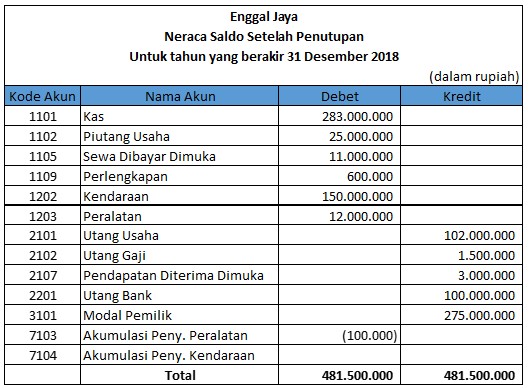 Enggal Jaya
Neraca Saldo Setelah Penutupan
Untuk tahun yang berakir 31 Desember 2018
(dalam rupiah)
Kode Akun Nama Akun Debet Kredit
1101 Kas 283.000.000
1102 Piutang Usaha 25.000.000
1105 Sewa Dibayar Dimuka 11.000.000
1109 Perlengkapan 600.000
1202 Kendaraan 150.000.000
1203 Peralatan 12.000.000
2101 Utang Usaha 102.000.000
2102 Utang Gaji 1.500.000
2107 Pendapatan Diterima Dimuka 3.000.000
2201 Utang Bank 100.000.000
3101 Modal Pemilik 275.000.000
7103 Akumulasi Peny. Peralatan (100.000)
7104 Akumulasi Peny. Kendaraan
Total 481.500.000 481.500.000